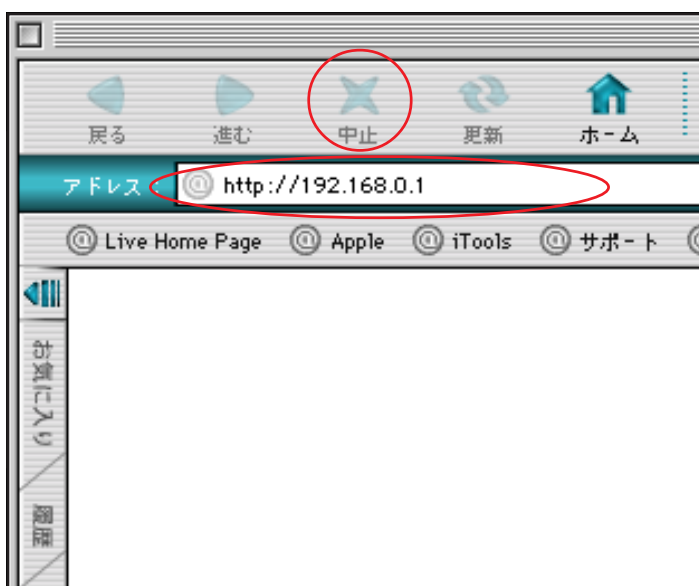 戻る 進む 中止 更新 ホーム
アドレス : @ http://192.168.0.1
@ Live Home Page @ Apple @ iTools @ サポート @
お気に入り
履歴